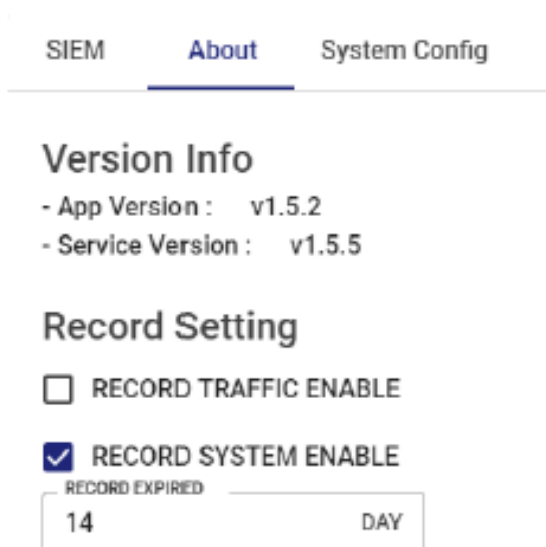 SIEM About System Config
Version Info
- App Version : v1.5.2
- Service Version : v1.5.5
Record Setting
RECORD TRAFFIC ENABLE
RECORD SYSTEM ENABLE
RECORD EXPIRED
14 DAY